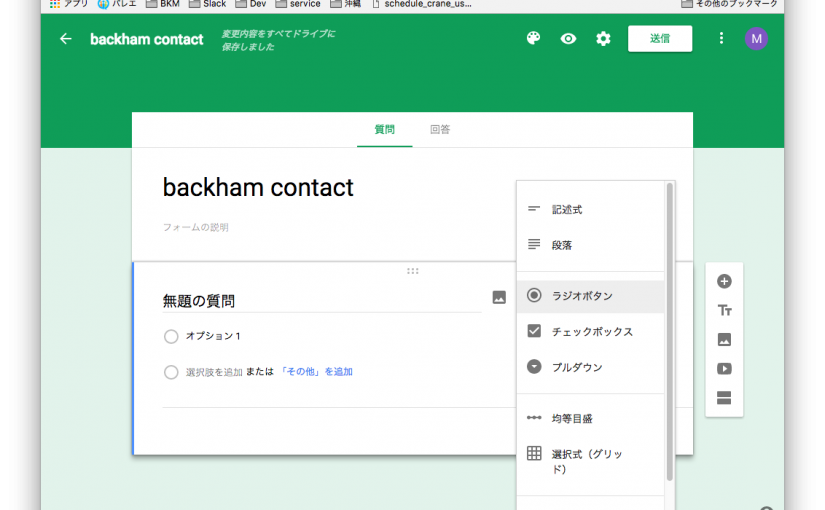 アプリ バレエ BKM Slack Dev service 沖縄 schedule_crane_us... その他のブックマーク
backham contact
変更内容をすべてドライブに
保存しました
送信
M
質問 回答
backham contact
フォームの説明
無題の質問
オプション 1
選択肢を追加 または 「その他」を追加
記述式
段落
ラジオボタン
チェックボックス
プルダウン
均等目盛
選択式（グリッ
ド）
Tт